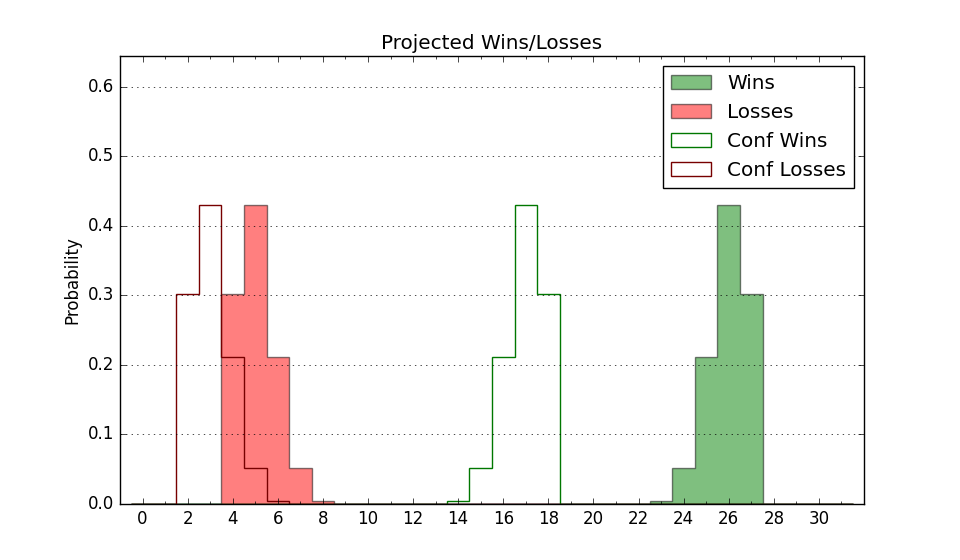 Projected Wins/Losses
Wins
Losses
Conf Wins
Conf Losses
Probability
0.6
0.5
0.4
0.3
0.2
0.1
0.0
0 2 4 6 8 10 12 14 16 18 20 22 24 26 28 30